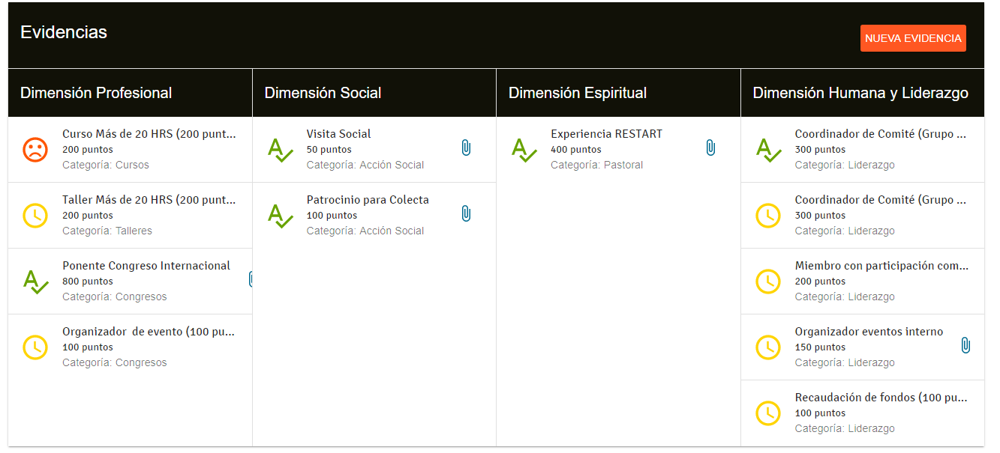 Evidencias
NUEVA EVIDENCIA
Dimensión Profesional
Curso Más de 20 HRS (200 punt...
200 puntos
Categoría: Cursos
Taller Más de 20 HRS (200 punt...
200 puntos
Categoría: Talleres
Ponente Congreso Internacional
800 puntos
Categoría: Congresos
Organizador de evento (100 pu...
100 puntos
Categoría: Congresos
Dimensión Social
Visita Social
50 puntos
Categoría: Acción Social
Patrocinio para Colecta
100 puntos
Categoría: Acción Social
Dimensión Espiritual
Experiencia RESTART
400 puntos
Categoría: Pastoral
Dimensión Humana y Liderazgo
Coordinador de Comité (Grupo ...
300 puntos
Categoría: Liderazgo
Coordinador de Comité (Grupo ...
300 puntos
Categoría: Liderazgo
Miembro con participación com...
200 puntos
Categoría: Liderazgo
Organizador eventos interno
150 puntos
Categoría: Liderazgo
Recaudación de fondos (100 pu...
100 puntos
Categoría: Liderazgo